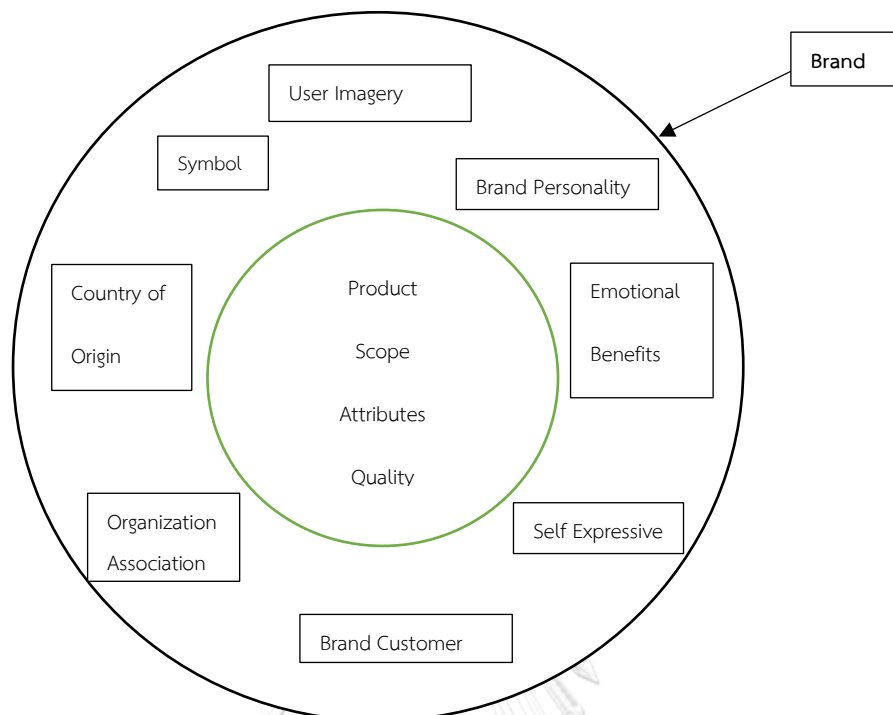 Brand
User Imagery
Symbol
Brand Personality
Country of
Origin
Product
Scope
Attributes
Quality
Emotional
Benefits
Organization
Association
Self Expressive
Brand Customer